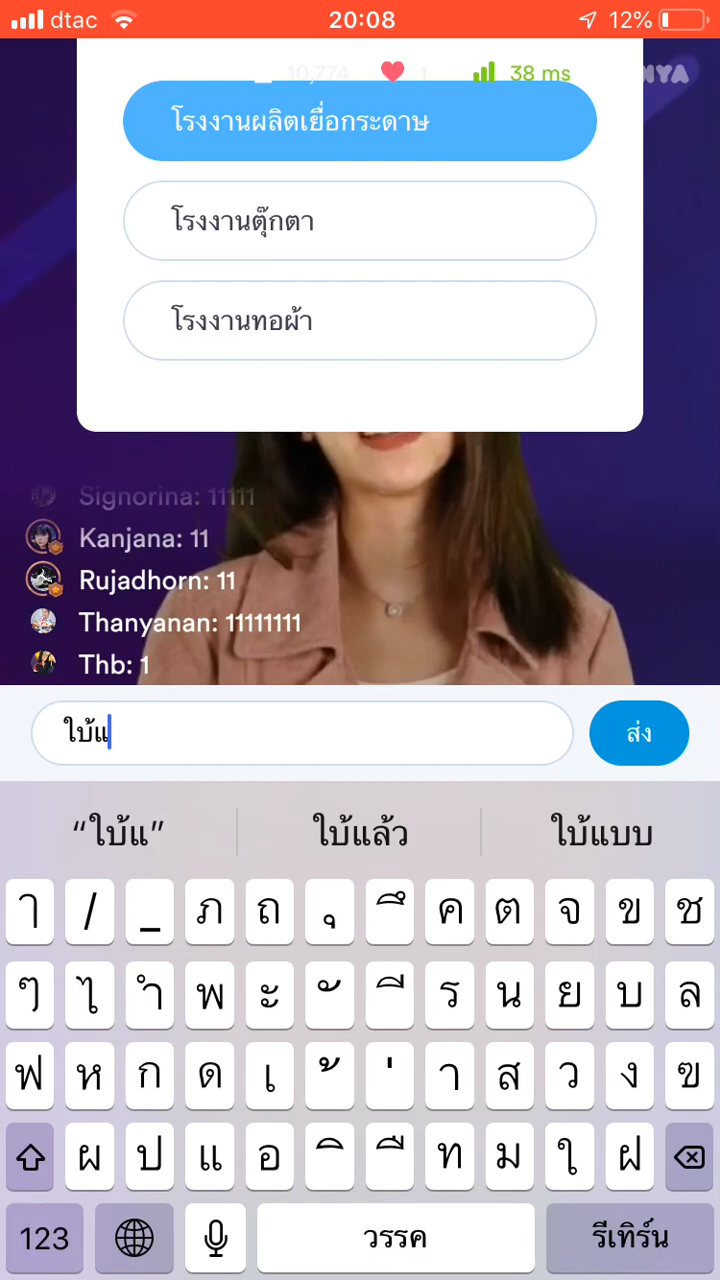 dtac 20:08 12%
10,774 1 38 ms NYA
โรงงานผลิตเยื่อกระดาษ
โรงงานตุ๊กตา
โรงงานทอผ้า
Signorina: 11111
Kanjana: 11
Rujadhorn: 11
Thanyanan: 11111111
Thb: 1
ใบ้แ ส่ง
“ใบ้แ” ใบ้แล้ว ใบ้แบบ
ๅ / _ ภ ถ ุ ึ ค ต จ ข ช
ๆ ไ ำ พ ะ ั ี ร น ย บ ล
ฟ ห ก ด เ ้ ่ า ส ว ง ฃ
ผ ป แ อ ิ ื ท ม ใ ฝ
123 วรรค รีเทิร์น